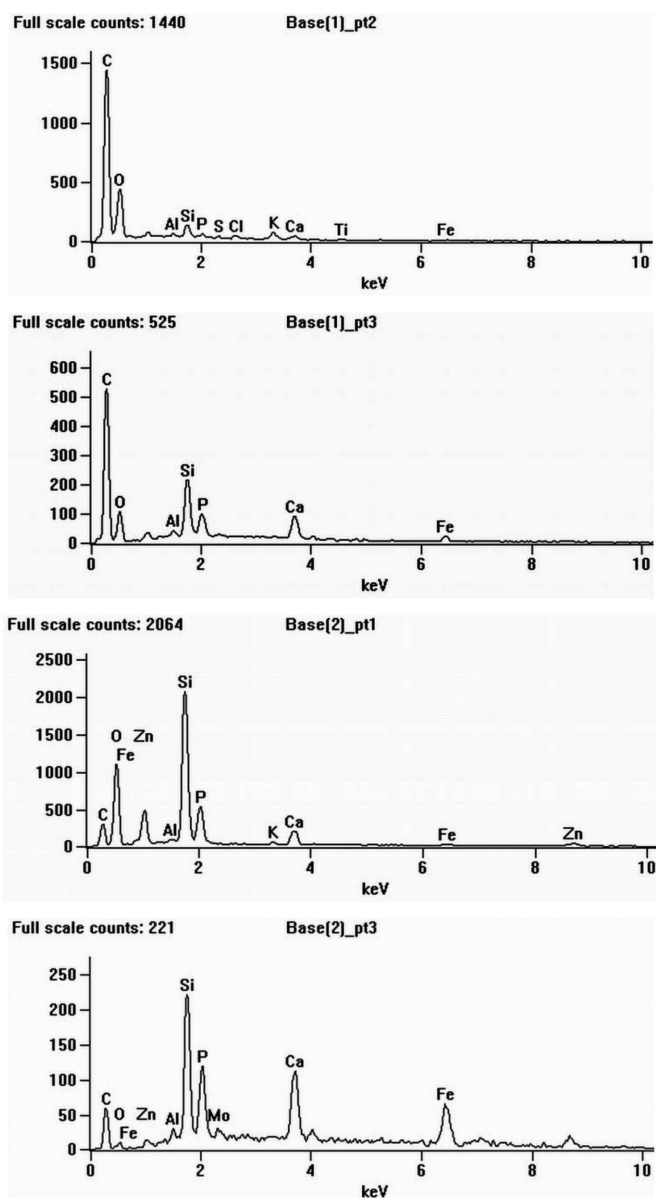 Full scale counts: 1440 Base(1)_pt2
1500
C
1000
500
O
Al Si P S Cl K Ca Ti Fe
0
0 2 4 6 8 10
keV
Full scale counts: 525 Base(1)_pt3
600
C
500
400
300
Si
200
O P Ca
100
Al Fe
0
0 2 4 6 8 10
keV
Full scale counts: 2064 Base(2)_pt1
2500
Si
2000
O Zn
1500
Fe
1000
P
500
C Al K Ca Fe Zn
0
0 2 4 6 8 10
keV
Full scale counts: 221 Base(2)_pt3
250
Si
200
150
P Ca
100
C O Zn Fe
50
Fe Al Mo
0
0 2 4 6 8 10
keV